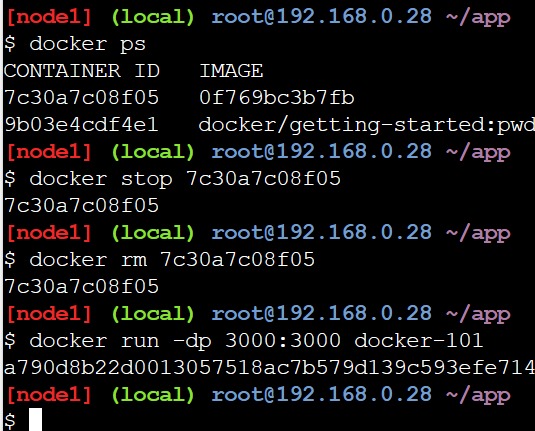 [node1] (local) root@192.168.0.28 ~/app
$ docker ps
CONTAINER ID   IMAGE
7c30a7c08f05   0f769bc3b7fb
9b03e4cdf4e1   docker/getting-started:pwd
[node1] (local) root@192.168.0.28 ~/app
$ docker stop 7c30a7c08f05
7c30a7c08f05
[node1] (local) root@192.168.0.28 ~/app
$ docker rm 7c30a7c08f05
7c30a7c08f05
[node1] (local) root@192.168.0.28 ~/app
$ docker run -dp 3000:3000 docker-101
a790d8b22d0013057518ac7b579d139c593efe714
[node1] (local) root@192.168.0.28 ~/app
$